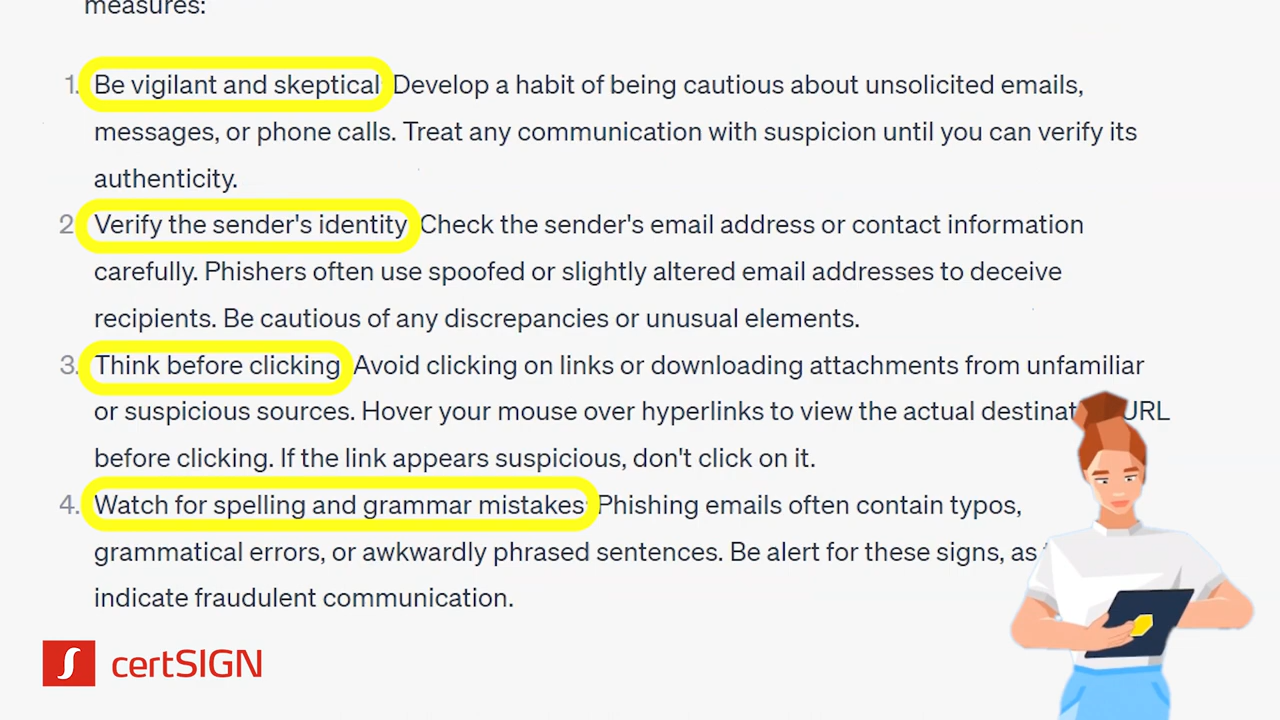 measures:
1. Be vigilant and skeptical Develop a habit of being cautious about unsolicited emails,
messages, or phone calls. Treat any communication with suspicion until you can verify its
authenticity.
2 Verify the sender's identity Check the sender's email address or contact information
carefully. Phishers often use spoofed or slightly altered email addresses to deceive
recipients. Be cautious of any discrepancies or unusual elements.
3. Think before clicking Avoid clicking on links or downloading attachments from unfamiliar
or suspicious sources. Hover your mouse over hyperlinks to view the actual URL
before clicking. If the link appears suspicious, don't click on it.
4. Watch for spelling and grammar mistakes Phishing emails often contain typos,
grammatical errors, or awkwardly phrased sentences. Be alert for these signs, as
indicate fraudulent communication.
certSIGN